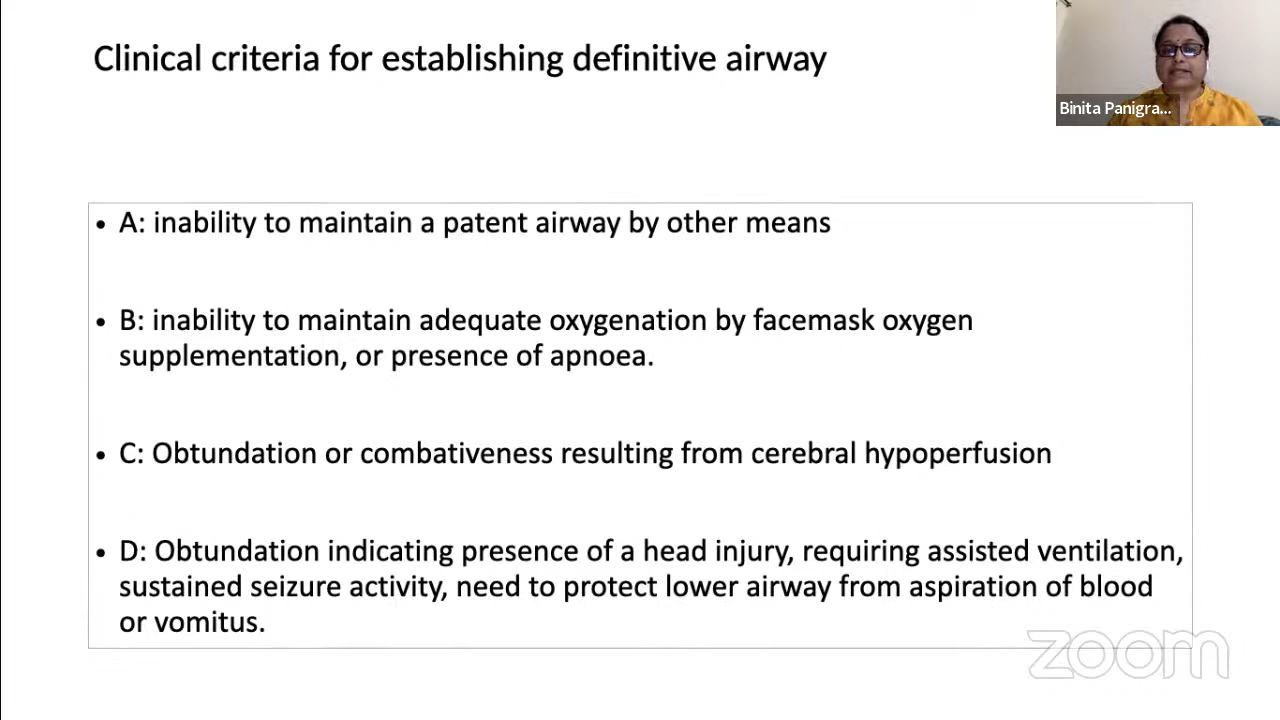 Clinical criteria for establishing definitive airway
Binita Panigra...
• A: inability to maintain a patent airway by other means
• B: inability to maintain adequate oxygenation by facemask oxygen
supplementation, or presence of apnoea.
• C: Obtundation or combativeness resulting from cerebral hypoperfusion
• D: Obtundation indicating presence of a head injury, requiring assisted ventilation,
sustained seizure activity, need to protect lower airway from aspiration of blood
or vomitus.
zoom